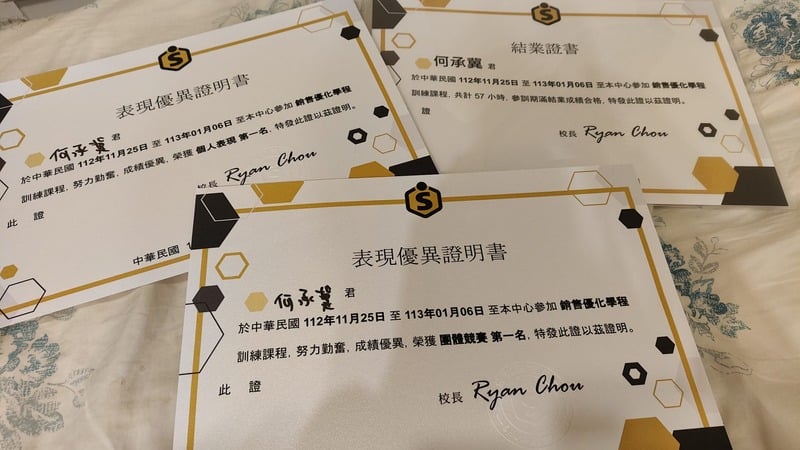 S
表現優異證明書
何承冀 君
於中華民國 112年11月25日 至 113年01月06日 至本中心參加 銷售優化學程
訓練課程, 努力勤奮, 成績優異, 榮獲 個人表現 第一名, 特發此證以茲證明。
此 證
校長 Ryan Chou
中華民國 1
S
結業證書
何承冀 君
於中華民國 112年11月25日 至 113年01月06日 至本中心參加 銷售優化學程
訓練課程, 共計 57 小時, 參訓期滿結業成績合格, 特發此證以茲證明。
證
校長 Ryan Chou
S
表現優異證明書
何承冀 君
於中華民國 112年11月25日 至 113年01月06日 至本中心參加 銷售優化學程
訓練課程, 努力勤奮, 成績優異, 榮獲 團體競賽 第一名, 特發此證以茲證明。
此 證
校長 Ryan Chou